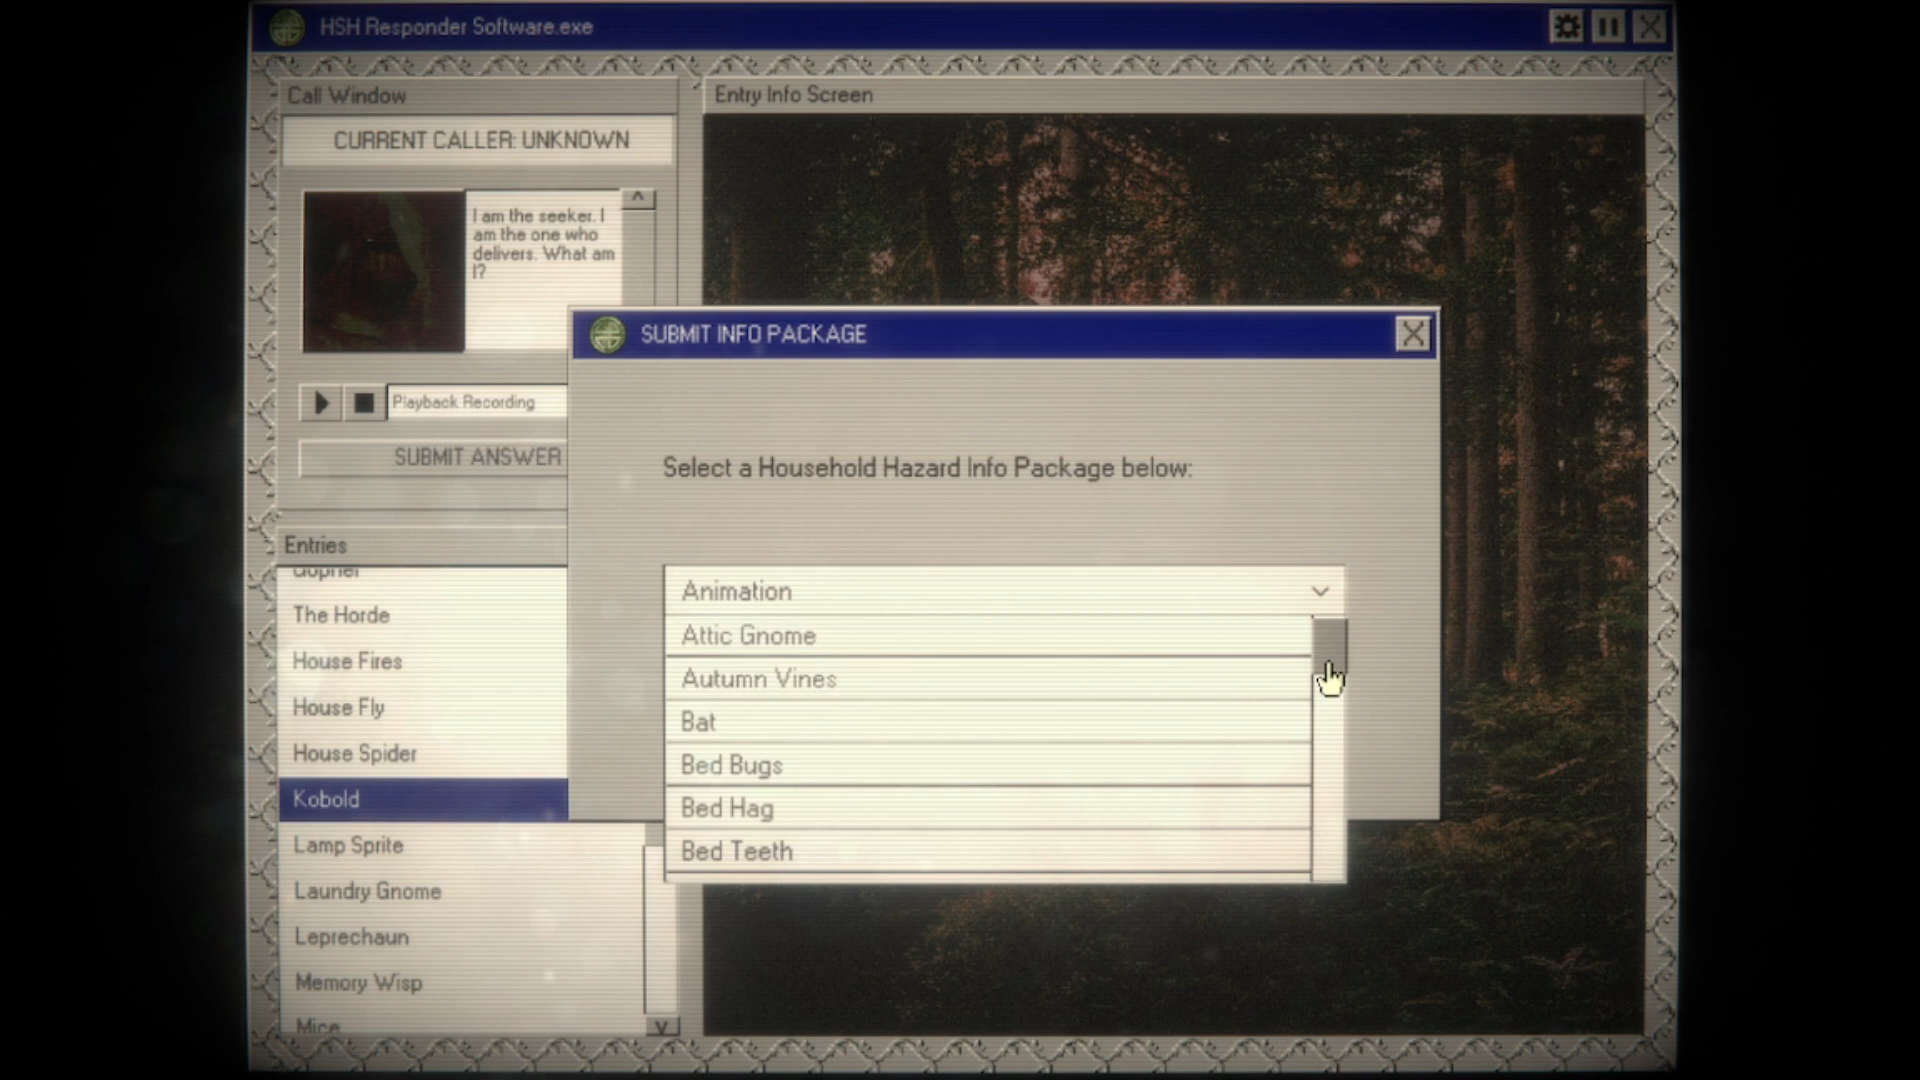 HSH Responder Software.exe
Call Window
CURRENT CALLER: UNKNOWN
I am the seeker. I
am the one who
delivers. What am
I?
Playback Recording
SUBMIT ANSWER
Entries
Gopher
The Horde
House Fires
House Fly
House Spider
Kobold
Lamp Sprite
Laundry Gnome
Leprechaun
Memory Wisp
Mice
Entry Info Screen
SUBMIT INFO PACKAGE
Select a Household Hazard Info Package below:
Animation
Attic Gnome
Autumn Vines
Bat
Bed Bugs
Bed Hag
Bed Teeth